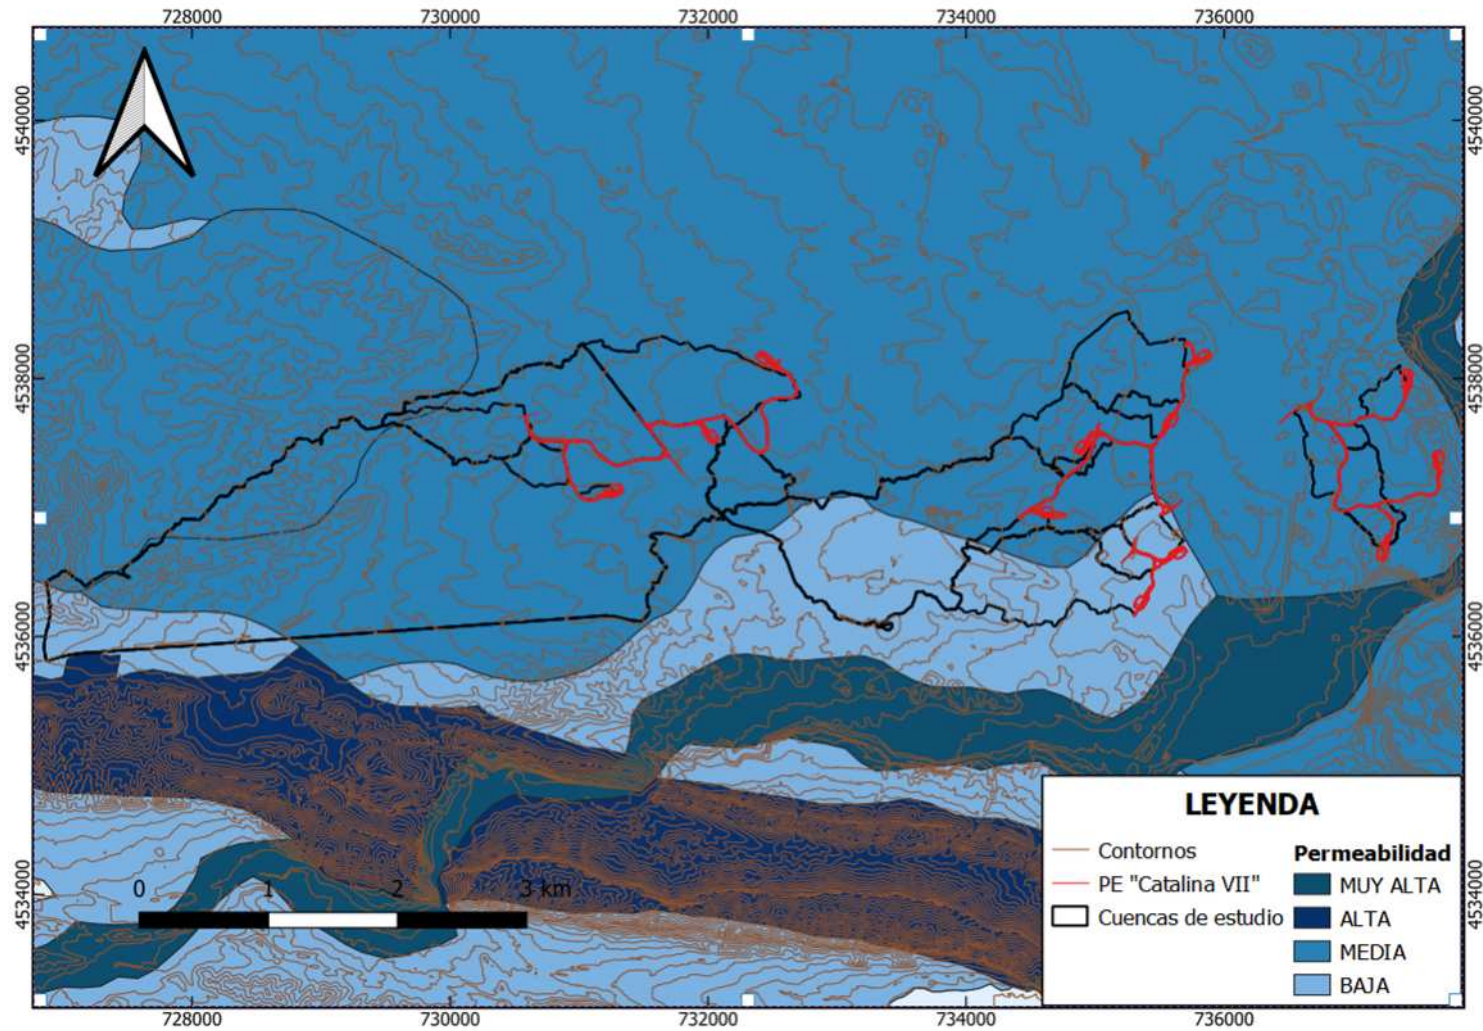 728000 730000 732000 734000 736000
4540000 4540000
4538000 4538000
4536000 4536000
4534000 4534000
0 1 2 3 km
LEYENDA
Contornos
PE "Catalina VII"
Cuencas de estudio
Permeabilidad
MUY ALTA
ALTA
MEDIA
BAJA
728000 730000 732000 734000 736000